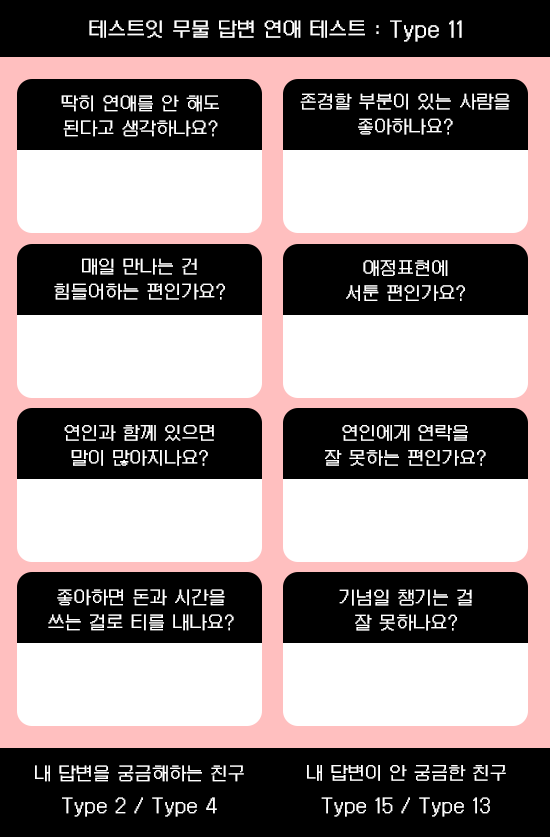 테스트잇 무물 답변 연애 테스트 : Type 11
딱히 연애를 안 해도
된다고 생각하나요?
존경할 부분이 있는 사람을
좋아하나요?
매일 만나는 건
힘들어하는 편인가요?
애정표현에
서툰 편인가요?
연인과 함께 있으면
말이 많아지나요?
연인에게 연락을
잘 못하는 편인가요?
좋아하면 돈과 시간을
쓰는 걸로 티를 내나요?
기념일 챙기는 걸
잘 못하나요?
내 답변을 궁금해하는 친구
Type 2 / Type 4
내 답변이 안 궁금한 친구
Type 15 / Type 13